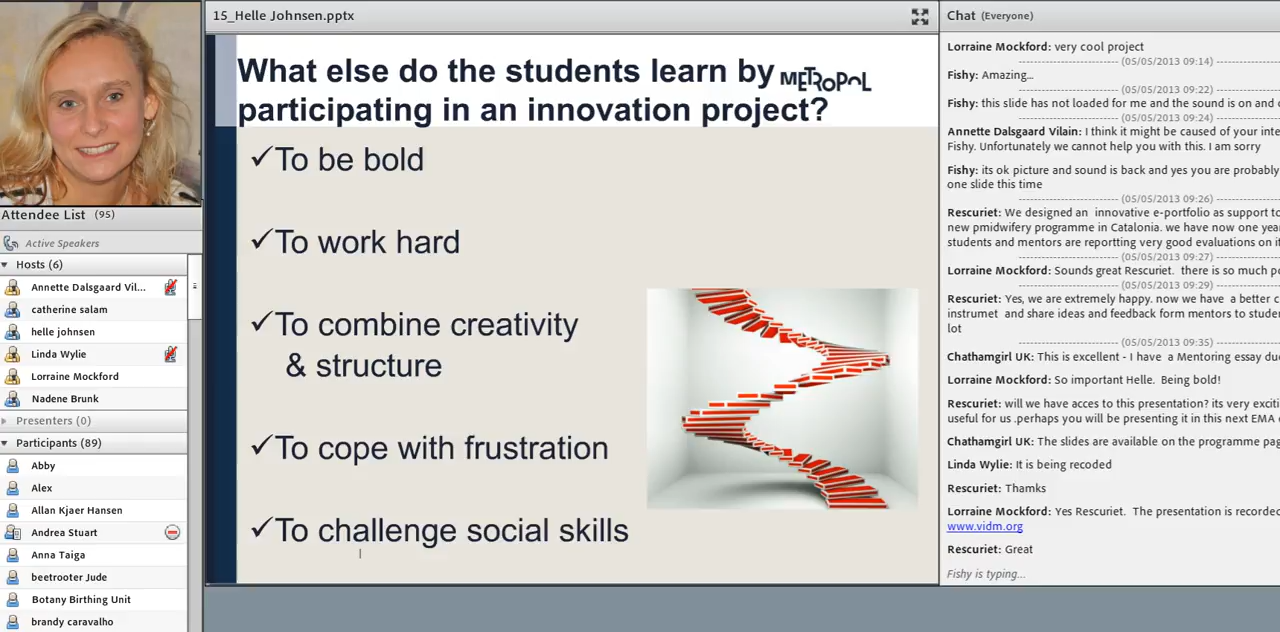 15_Helle Johnsen.pptx
What else do the students learn by
METROPOL
participating in an innovation project?
✓To be bold
✓To work hard
✓To combine creativity
& structure
✓To cope with frustration
✓To challenge social skills
Attendee List (95)
Active Speakers
Hosts (6)
Annette Dalsgaard Vil...
catherine salam
helle johnsen
Linda Wylie
Lorraine Mockford
Nadene Brunk
Presenters (0)
Participants (89)
Abby
Alex
Allan Kjaer Hansen
Andrea Stuart
Anna Taiga
beetrooter Jude
Botany Birthing Unit
brandy caravalho
Chat (Everyone)
Lorraine Mockford: very cool project
(05/05/2013 09:14)
Fishy: Amazing...
(05/05/2013 09:22)
Fishy: this slide has not loaded for me and the sound is on and
(05/05/2013 09:24)
Annette Dalsgaard Vilain: I think it might be caused of your
Fishy. Unfortunately we cannot help you with this. I am sorry
Fishy: its ok picture and sound is back and yes you are probably
one slide this time
(05/05/2013 09:26)
Rescuriet: We designed an innovative e-portfolio as support to
new pmidwifery programme in Catalonia. we have now one
students and mentors are reportting very good evaluations on
(05/05/2013 09:27)
Lorraine Mockford: Sounds great Rescuriet. there is so much
(05/05/2013 09:29)
Rescuriet: Yes, we are extremely happy. now we have a better
instrumet and share ideas and feedback form mentors to
lot
(05/05/2013 09:35)
Chathamgirl UK: This is excellent - I have a Mentoring essay
Lorraine Mockford: So important Helle. Being bold!
Rescuriet: will we have acces to this presentation? its very
useful for us .perhaps you will be presenting it in this next EMA
Chathamgirl UK: The slides are available on the programme
Linda Wylie: It is being recoded
Rescuriet: Thamks
Lorraine Mockford: Yes Rescuriet. The presentation is
www.vidm.org
Rescuriet: Great
Fishy is typing...